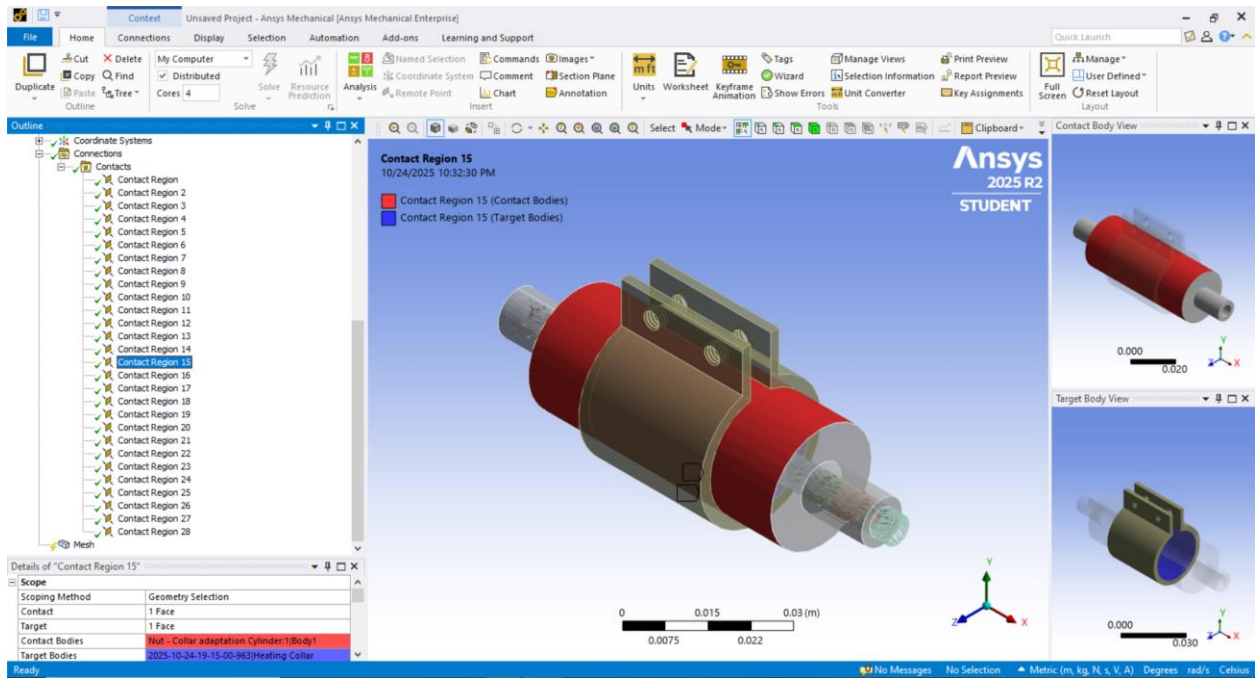 Context Unsaved Project - Ansys Mechanical [Ansys Mechanical Enterprise]
File Home Connections Display Selection Automation Add-ons Learning and Support Quick Launch
Duplicate
Cut
Copy
Paste
Delete
Find
Tree
Outline
My Computer
Distributed
Cores 4
Solve
Resource Prediction
Solve
Analysis
Named Selection
Coordinate System
Remote Point
Commands
Comment
Chart
Images
Section Plane
Annotation
Insert
Units
Worksheet
Keyframe Animation
Tags
Wizard
Show Errors
Manage Views
Selection Information
Unit Converter
Print Preview
Report Preview
Key Assignments
Tools
Full Screen
Manage
User Defined
Reset Layout
Layout
Outline
Select Mode Clipboard
Contact Body View
Coordinate Systems
Connections
Contacts
Contact Region
Contact Region 2
Contact Region 3
Contact Region 4
Contact Region 5
Contact Region 6
Contact Region 7
Contact Region 8
Contact Region 9
Contact Region 10
Contact Region 11
Contact Region 12
Contact Region 13
Contact Region 14
Contact Region 15
Contact Region 16
Contact Region 17
Contact Region 18
Contact Region 19
Contact Region 20
Contact Region 21
Contact Region 22
Contact Region 23
Contact Region 24
Contact Region 25
Contact Region 26
Contact Region 27
Contact Region 28
Mesh
Details of "Contact Region 15"
Scope
Scoping Method Geometry Selection
Contact 1 Face
Target 1 Face
Contact Bodies Nut - Collar adaptation Cylinder:1|Body1
Target Bodies 2025-10-24-19-15-00-963|Heating Collar
Contact Region 15
10/24/2025 10:32:30 PM
Contact Region 15 (Contact Bodies)
Contact Region 15 (Target Bodies)
Ansys
2025 R2
STUDENT
0 0.015 0.03 (m)
0.0075 0.022
Y
Z X
0.000
0.020
Y
Z X
Target Body View
0.000
0.030
Y
Z X
Ready No Messages No Selection Metric (m, kg, N, s, V, A) Degrees rad/s Celsius